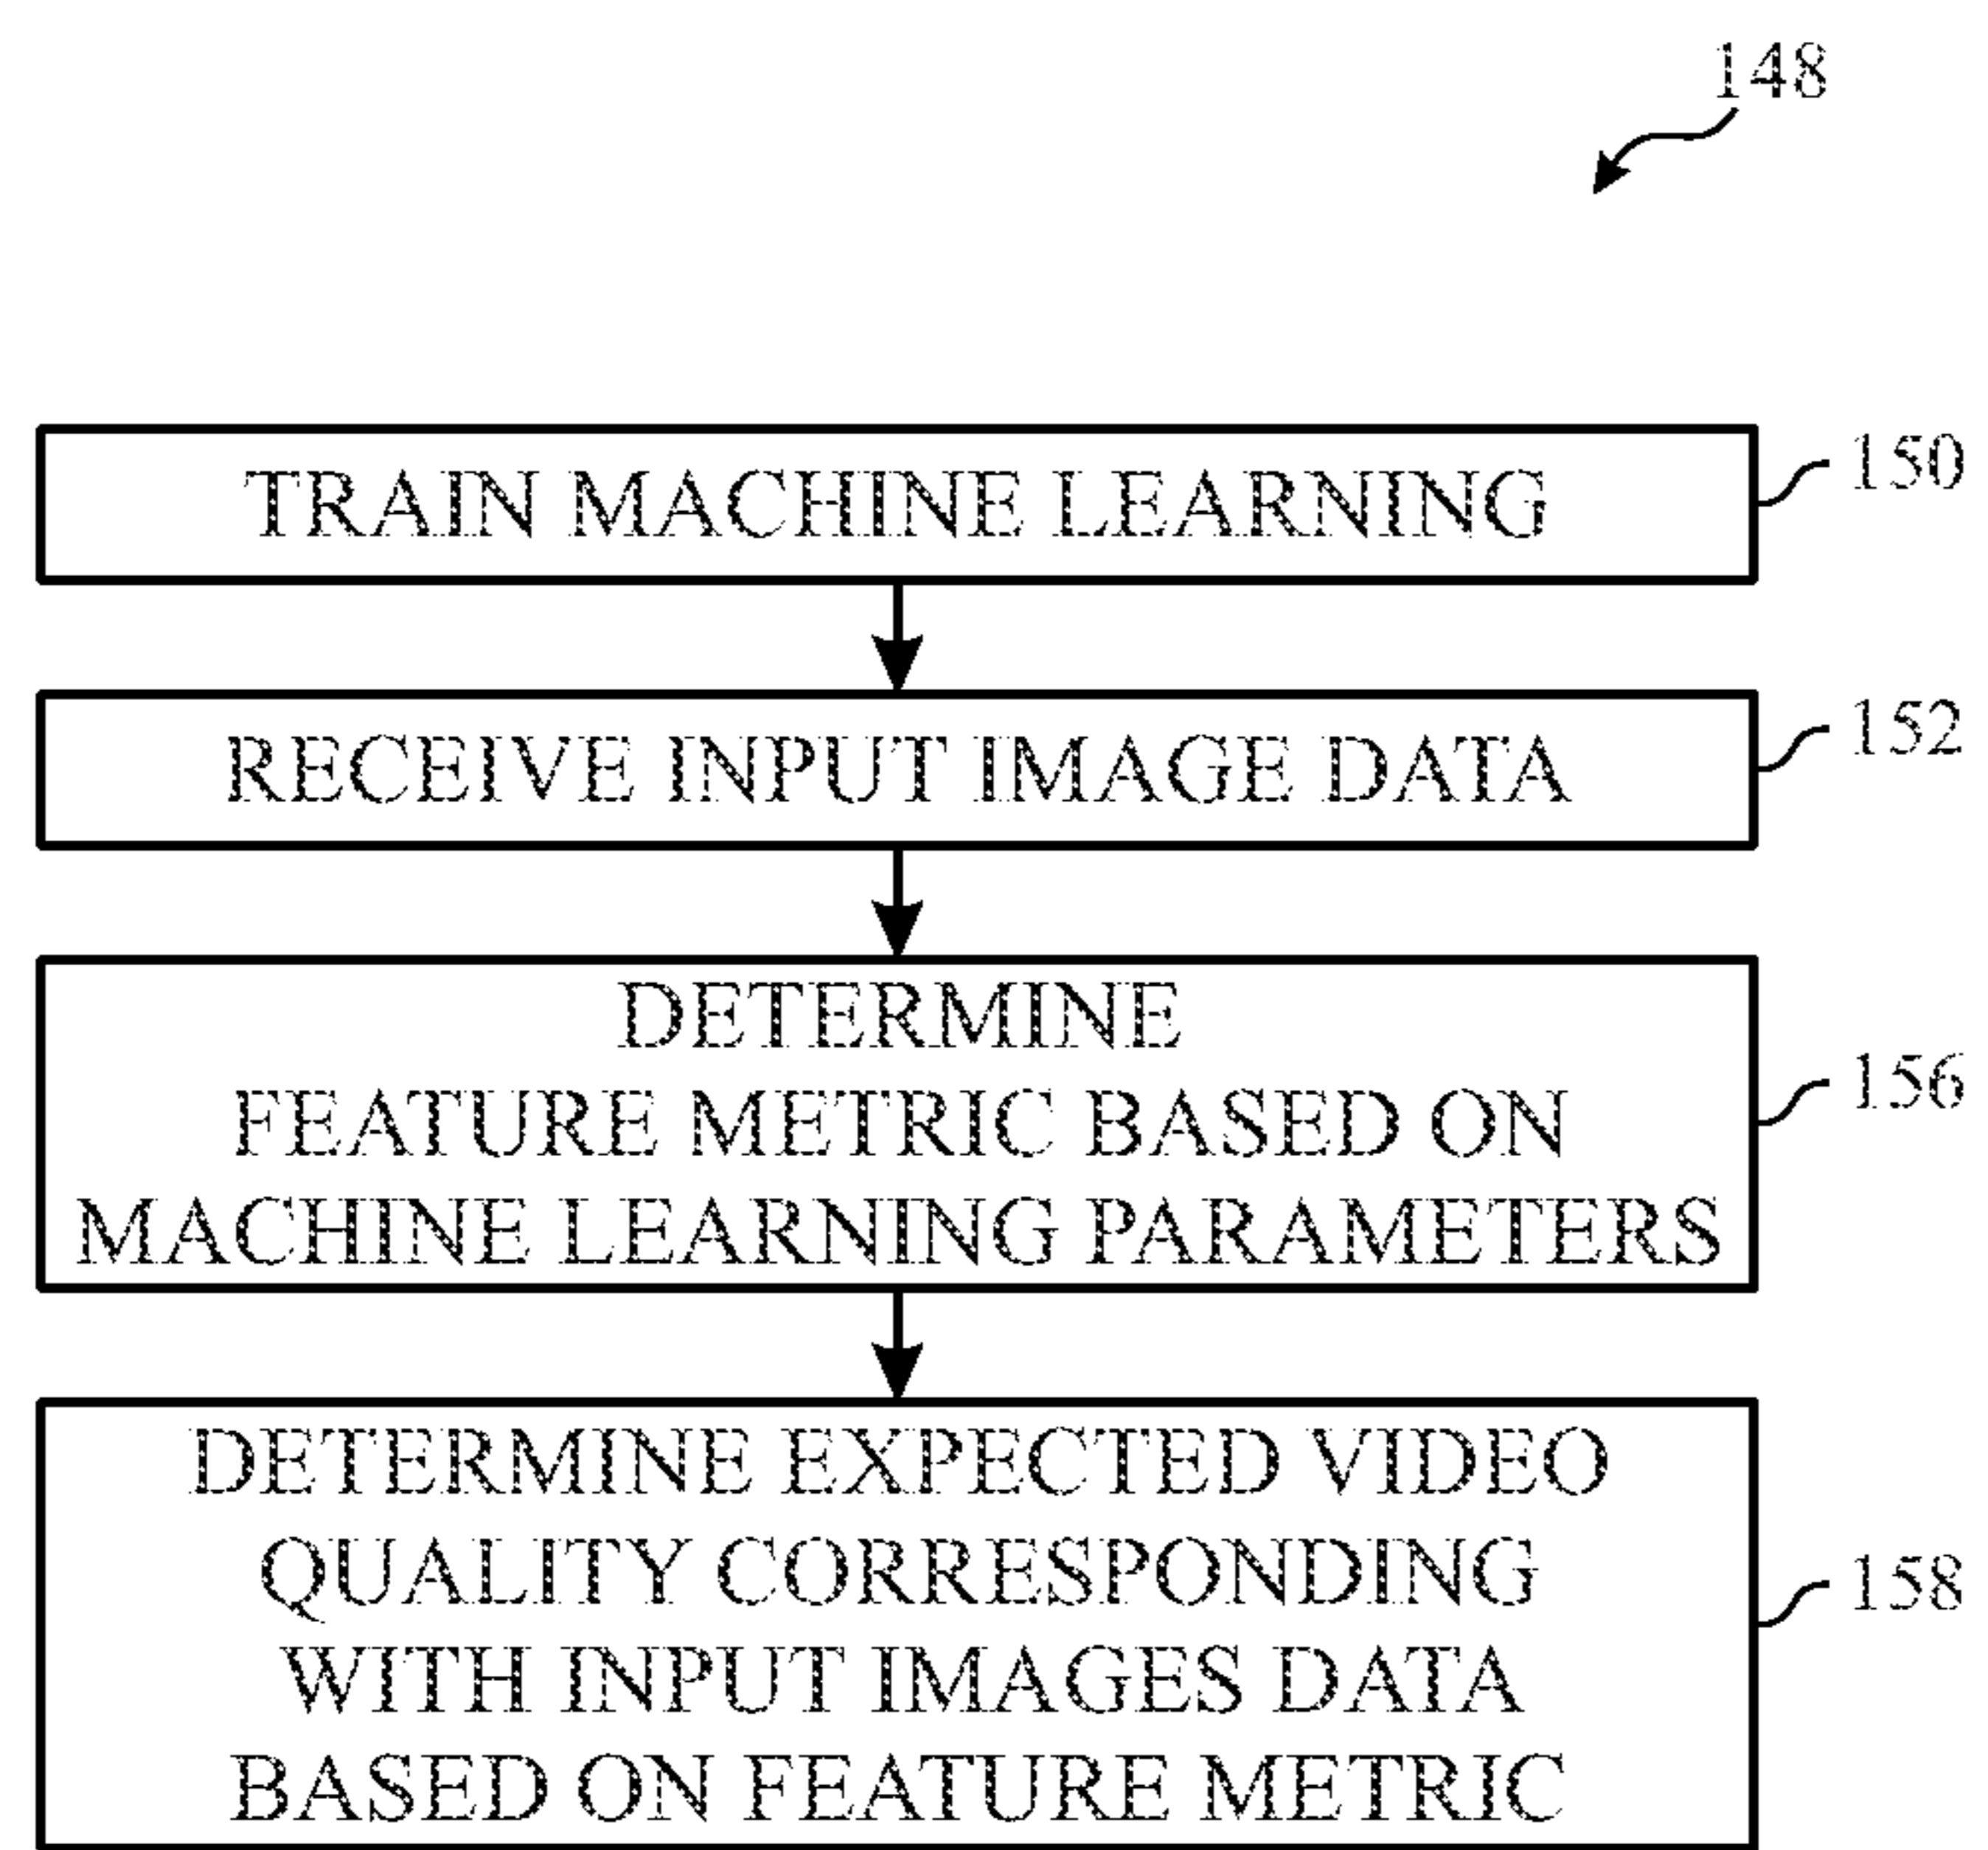 148
TRAIN MACHINE LEARNING
150
RECEIVE INPUT IMAGE DATA
152
DETERMINE
FEATURE METRIC BASED ON
MACHINE LEARNING PARAMETERS
156
DETERMINE EXPECTED VIDEO
QUALITY CORRESPONDING
WITH INPUT IMAGES DATA
BASED ON FEATURE METRIC
158